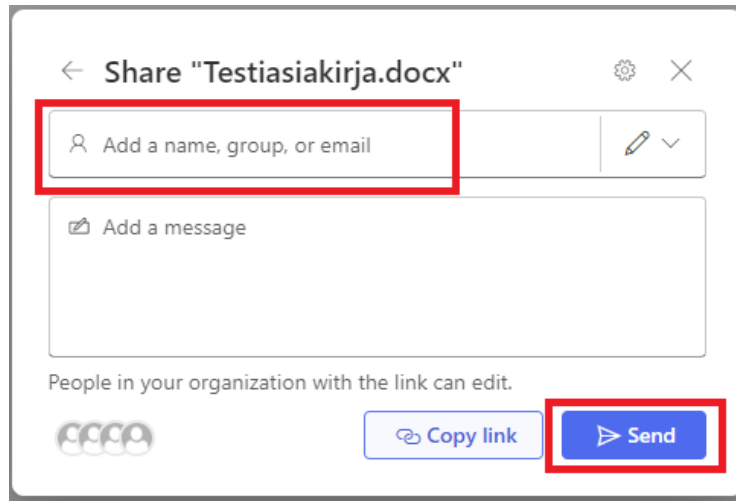 Share "Testiasiakirja.docx"
Add a name, group, or email
Add a message
People in your organization with the link can edit.
Copy link
Send